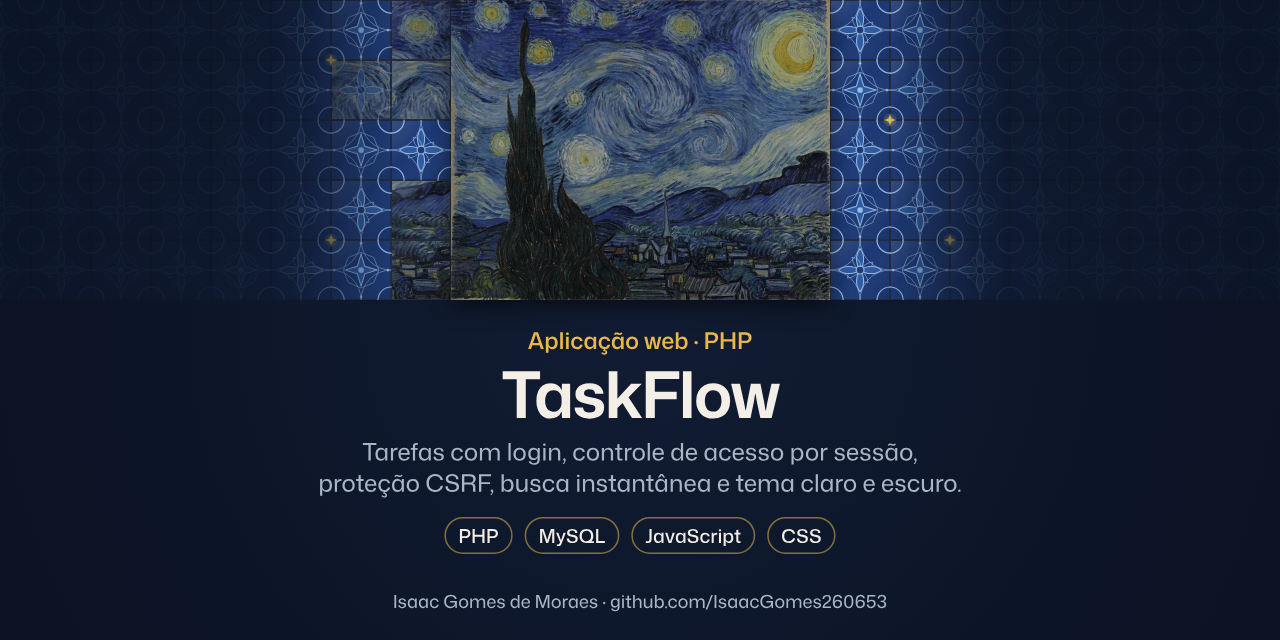 Aplicação web · PHP
TaskFlow
Tarefas com login, controle de acesso por sessão,
proteção CSRF, busca instantânea e tema claro e escuro.
PHP MySQL JavaScript CSS
Isaac Gomes de Moraes · github.com/IsaacGomes260653